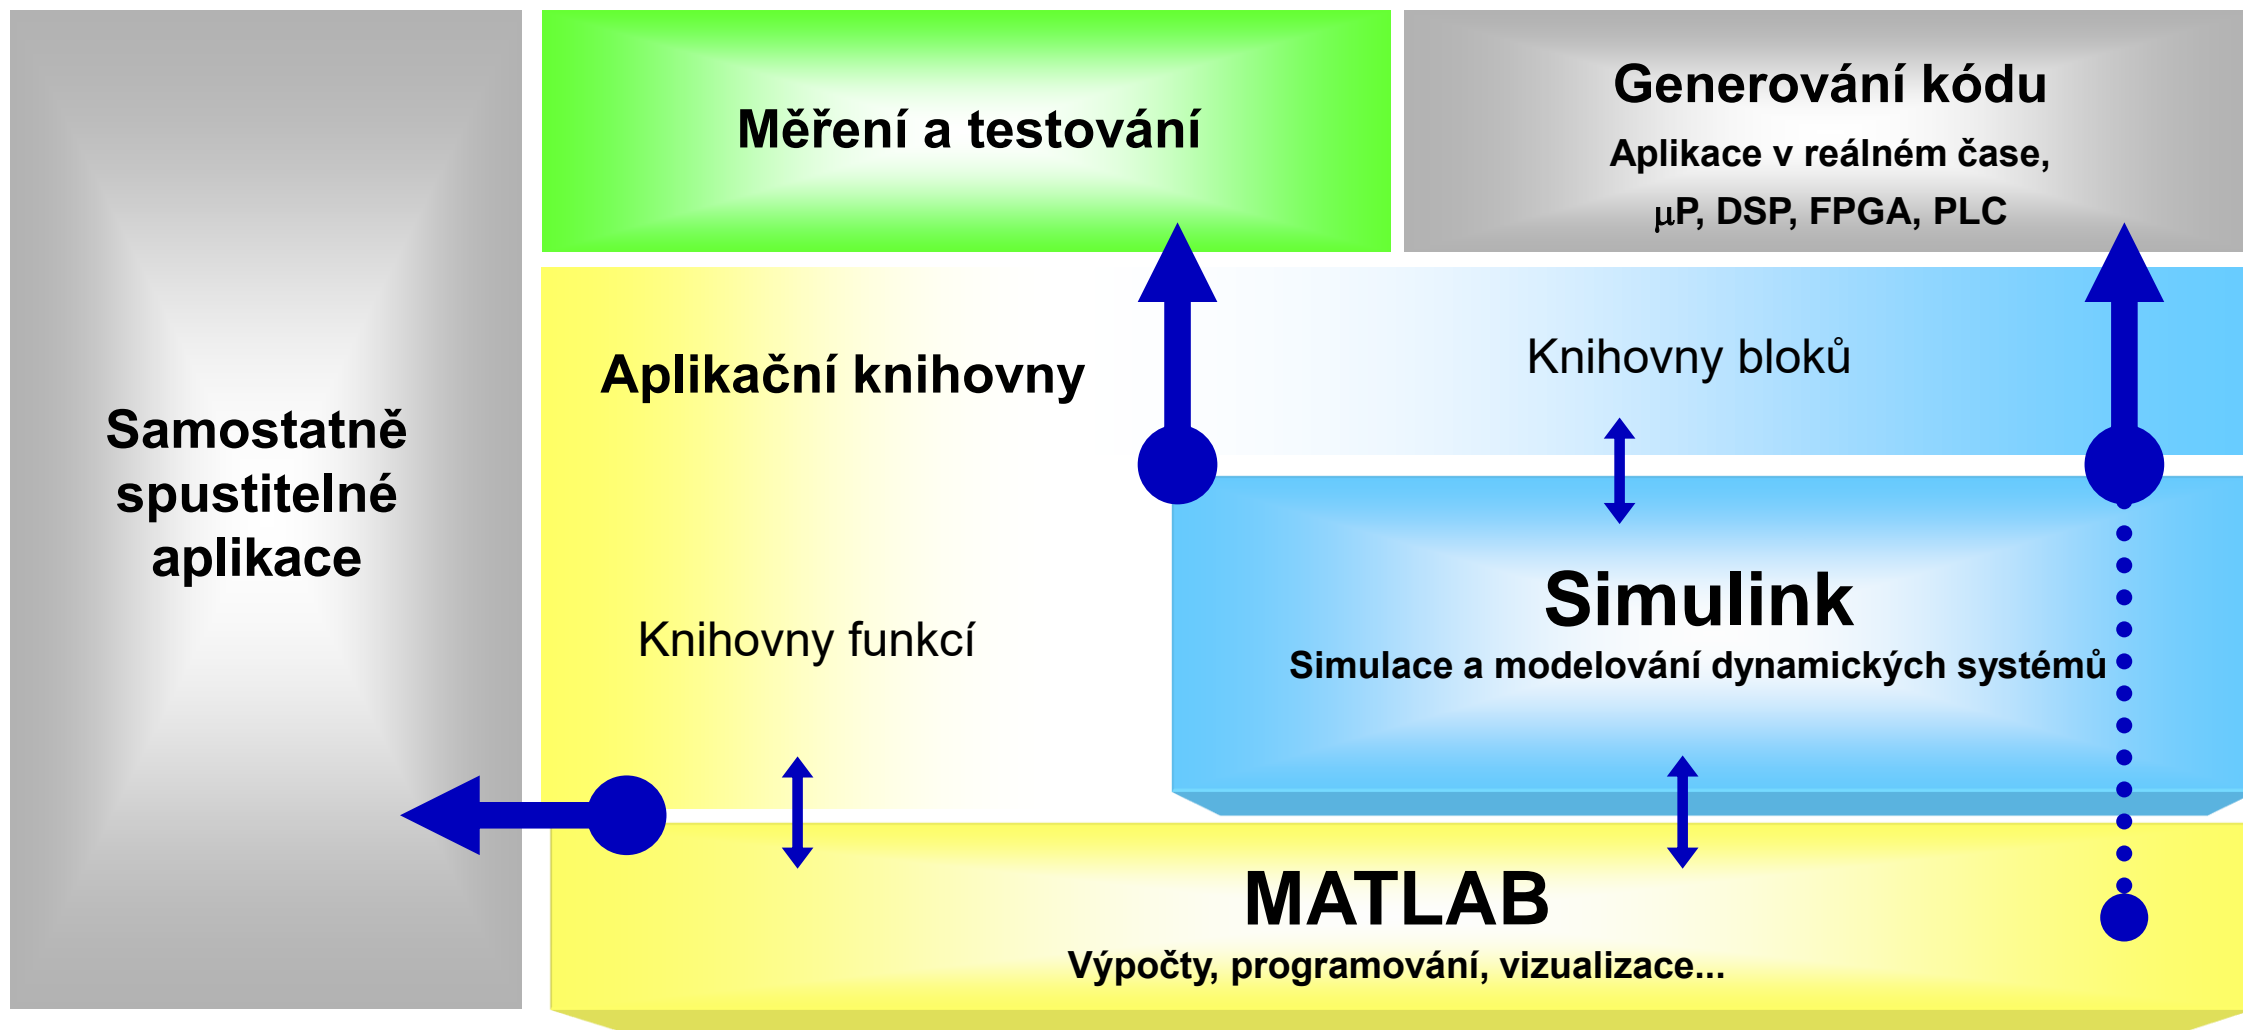 Samostatně
spustitelné
aplikace
Měření a testování
Generování kódu
Aplikace v reálném čase,
μP, DSP, FPGA, PLC
Aplikační knihovny
Knihovny bloků
Knihovny funkcí
Simulink
Simulace a modelování dynamických systémů
MATLAB
Výpočty, programování, vizualizace...